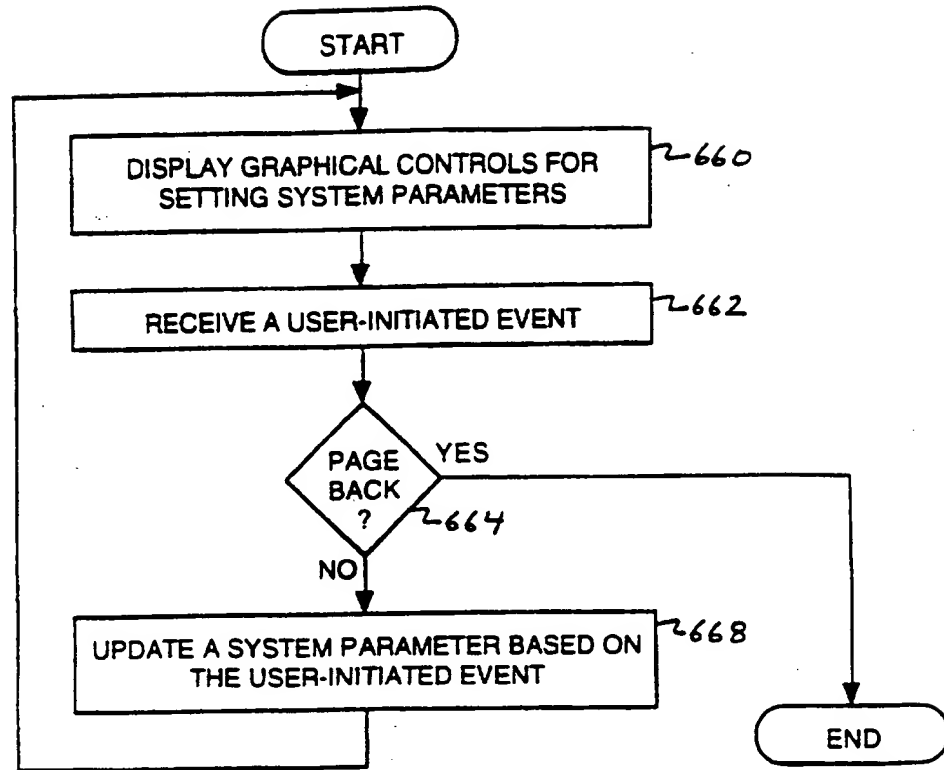 START
DISPLAY GRAPHICAL CONTROLS FOR
SETTING SYSTEM PARAMETERS
660
RECEIVE A USER-INITIATED EVENT
662
PAGE
BACK
?
YES
664
NO
UPDATE A SYSTEM PARAMETER BASED ON
THE USER-INITIATED EVENT
668
END